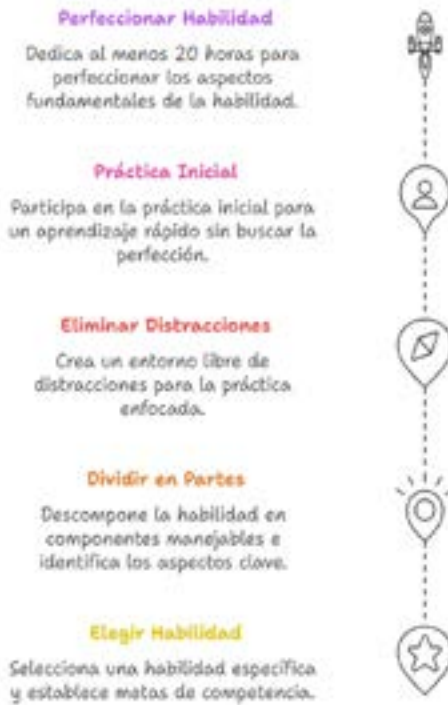 Perfeccionar Habilidad
Dedica al menos 20 horas para
perfeccionar los aspectos
fundamentales de la habilidad.
Práctica Inicial
Participa en la práctica inicial para
un aprendizaje rápido sin buscar la
perfección.
Eliminar Distracciones
Crea un entorno libre de
distracciones para la práctica
enfocada.
Dividir en Partes
Descompone la habilidad en
componentes manejables e
identifica los aspectos clave.
Elegir Habilidad
Selecciona una habilidad específica
y establece metas de competencia.